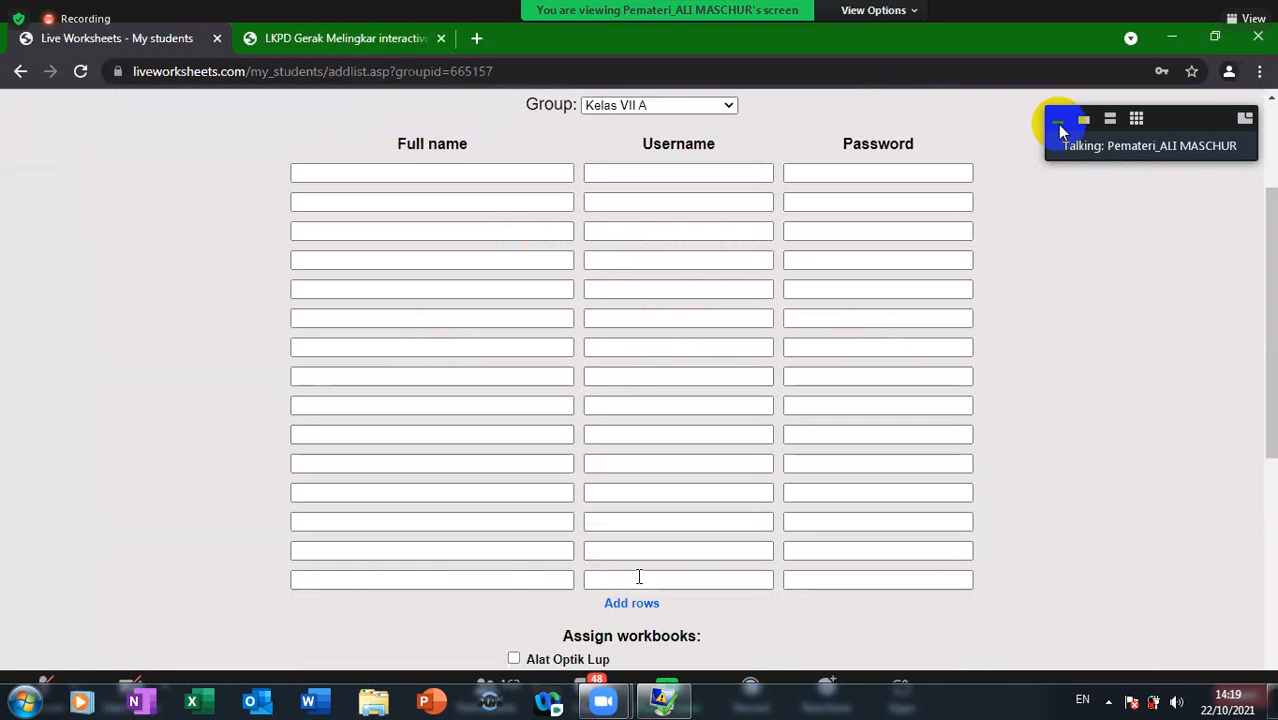 You are viewing Pemateri_ALI MASCHUR's screen
View Options
Recording
View
Live Worksheets - My students
LKPD Gerak Melingkar interactiv
liveworksheets.com/my_students/addlist.asp?groupid=665157
Group: Kelas VII A
Talking: Pemateri_ALI MASCHUR
Full name
Username
Password
Add rows
Assign workbooks:
Alat Optik Lup
48
EN
14:19
22/10/2021